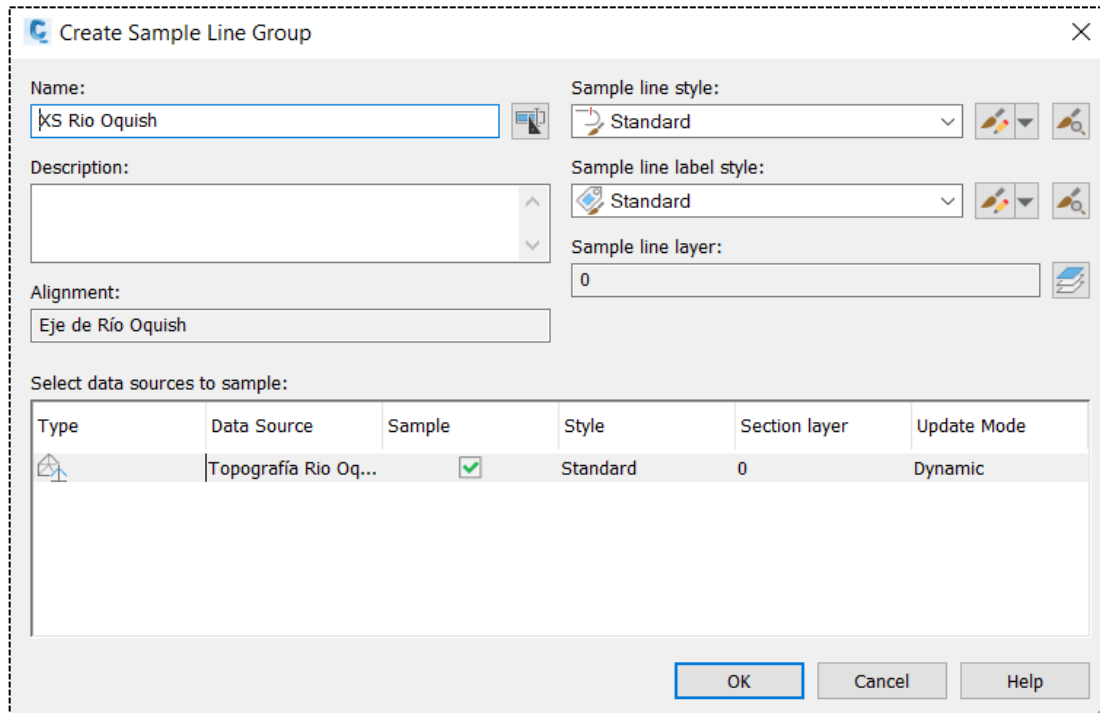 Create Sample Line Group
Name:
XS Rio Oquish
Description:
Alignment:
Eje de Río Oquish
Sample line style:
Standard
Sample line label style:
Standard
Sample line layer:
0
Select data sources to sample:
Type Data Source Sample Style Section layer Update Mode
Topografía Rio Oq... Standard 0 Dynamic
OK Cancel Help